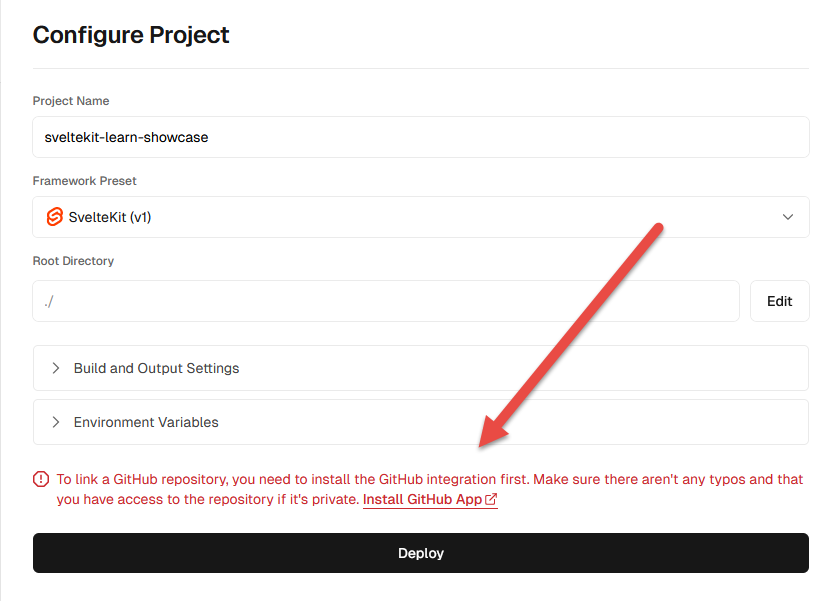 Configure Project
Project Name
sveltekit-learn-showcase
Framework Preset
SvelteKit (v1)
Root Directory
./
Edit
Build and Output Settings
Environment Variables
To link a GitHub repository, you need to install the GitHub integration first. Make sure there aren't any typos and that
you have access to the repository if it's private. Install GitHub App
Deploy